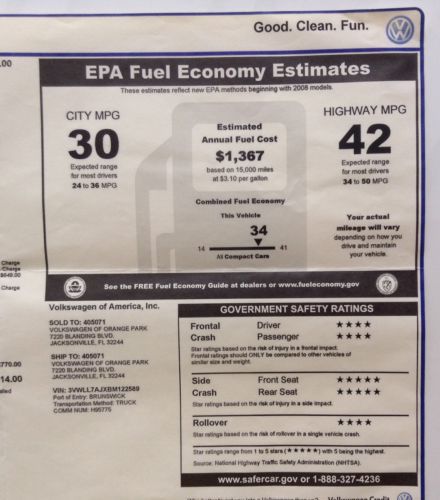 Good. Clean. Fun.
.00
EPA Fuel Economy Estimates
These estimates reflect new EPA methods beginning with 2008 models.
CITY MPG
30
Expected range
for most drivers
24 to 36 MPG
Estimated
Annual Fuel Cost
$1,367
based on 15,000 miles
at $3.10 per gallon
HIGHWAY MPG
42
Expected range
for most drivers
34 to 50 MPG
Combined Fuel Economy
This Vehicle
34
14 41
All Compact Cars
Your actual
mileage will vary
depending on how you
drive and maintain
your vehicle.
Charge
Charge
$649.00
Charge
See the FREE Fuel Economy Guide at dealers or www.fueleconomy.gov
Volkswagen of America, Inc.
SOLD TO: 405071
VOLKSWAGEN OF ORANGE PARK
7220 BLANDING BLVD.
JACKSONVILLE, FL 32244
SHIP TO: 405071
VOLKSWAGEN OF ORANGE PARK
7220 BLANDING BLVD.
JACKSONVILLE, FL 32244
VIN: 3VWLL7AJXBM122589
Port of Entry: BRUNSWICK
Transportation Method: TRUCK
COMM NUM: H95775
770.00
14.00
GOVERNMENT SAFETY RATINGS
Frontal Driver ★★★★
Crash Passenger ★★★★
Star ratings based on the risk of injury in a frontal impact.
Frontal ratings should ONLY be compared to other vehicles of
similar size and weight.
Side Front Seat ★★★★★
Crash Rear Seat ★★★★
Star ratings based on the risk of injury in a side impact.
Rollover ★★★★
Star ratings based on the risk of rollover in a single vehicle crash.
Star ratings range from 1 to 5 stars (★★★★★) with 5 being the highest.
Source: National Highway Traffic Safety Administration (NHTSA).
www.safercar.gov or 1-888-327-4236
Volkswagen Credit